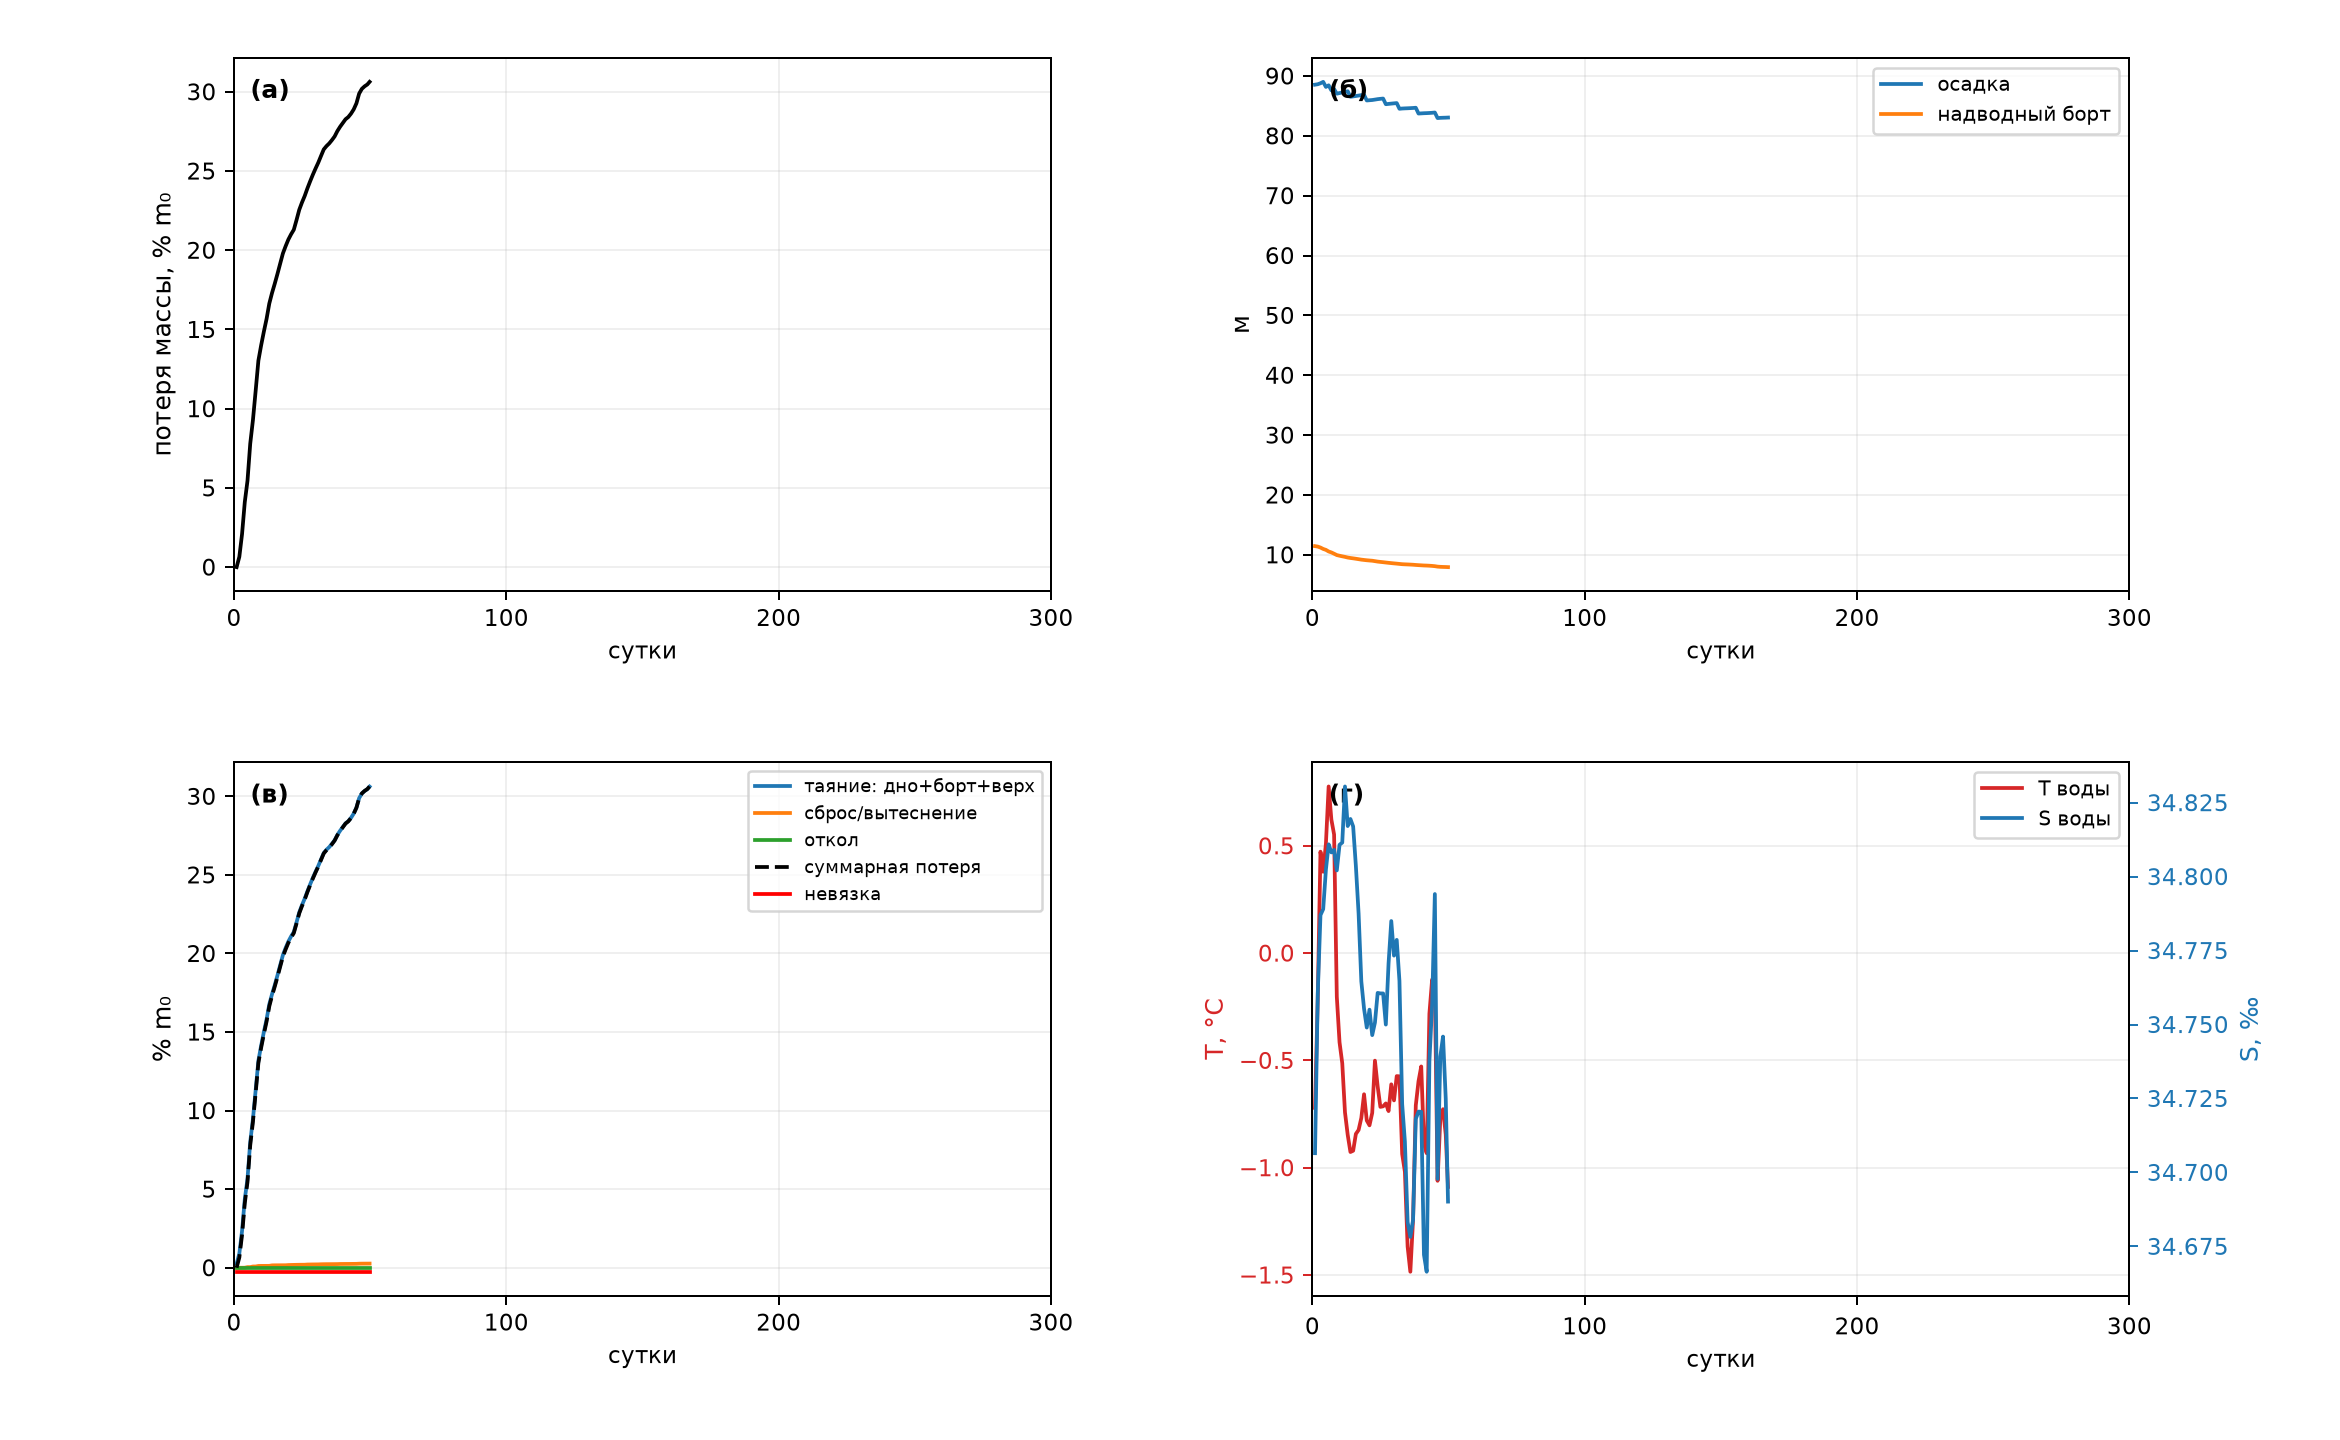 (а)
30
25
20
15
10
5
0
потеря массы, % m₀
0 100 200 300
сутки
(б)
осадка
надводный борт
90
80
70
60
50
40
30
20
10
м
0 100 200 300
сутки
(в)
таяние: дно+борт+верх
сброс/вытеснение
откол
суммарная потеря
невязка
30
25
20
15
10
5
0
% m₀
0 100 200 300
сутки
(г)
T воды
S воды
0.5
0.0
−0.5
−1.0
−1.5
T, °C
34.825
34.800
34.775
34.750
34.725
34.700
34.675
S, ‰
0 100 200 300
сутки